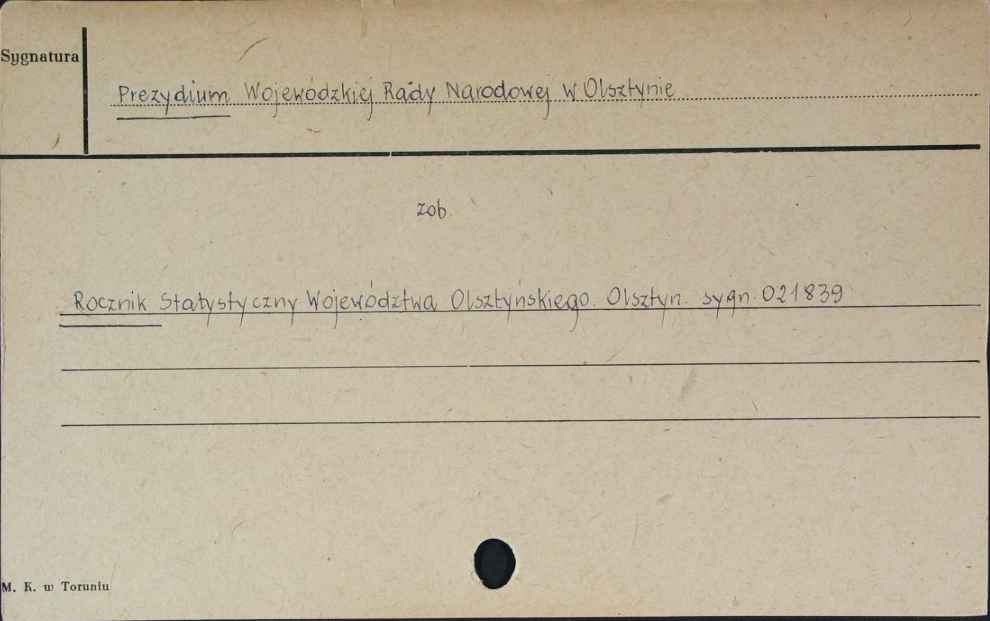 Sygnatura
Prezydium Wojewódzkiej Rady Narodowej w Olsztynie
zob.
Rocznik Statystyczny Województwa Olsztyńskiego. Olsztyn. sygn. 021839
M. K. w Toruniu